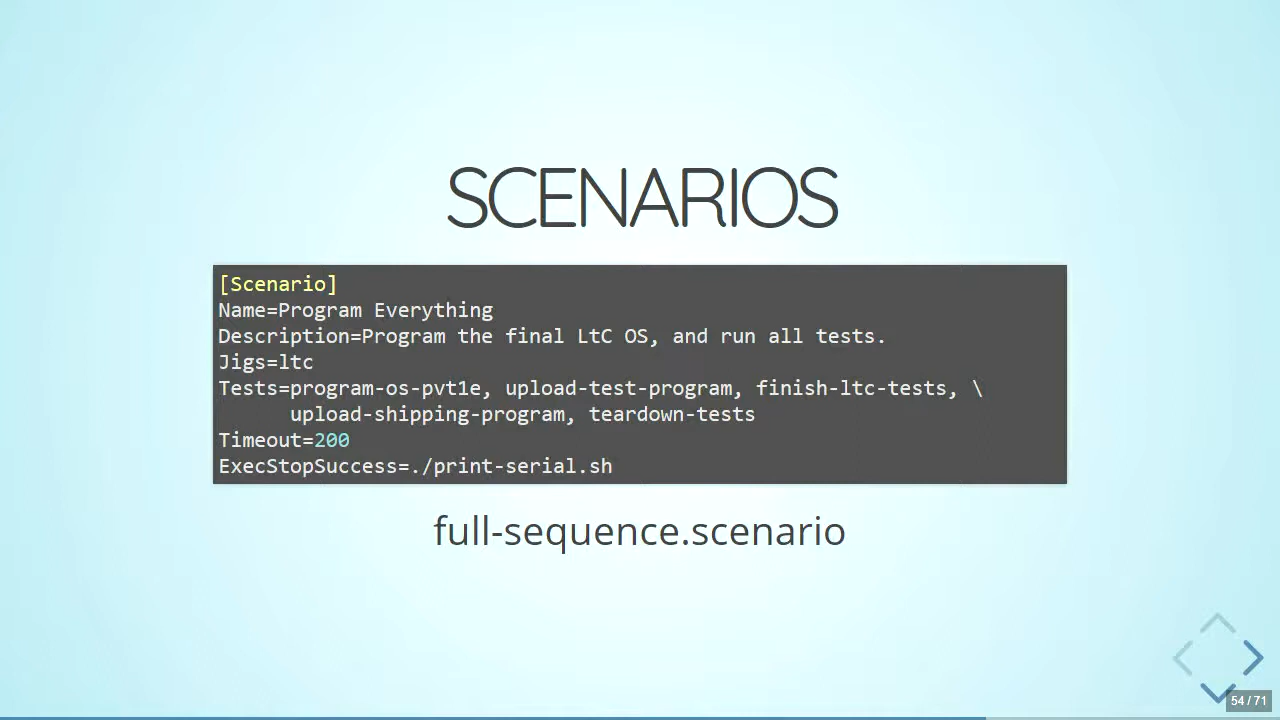 SCENARIOS
[Scenario]
Name=Program Everything
Description=Program the final LtC OS, and run all tests.
Jigs=ltc
Tests=program-os-pvt1e, upload-test-program, finish-ltc-tests, \
upload-shipping-program, teardown-tests
Timeout=200
ExecStopSuccess=./print-serial.sh
full-sequence.scenario
54 / 71